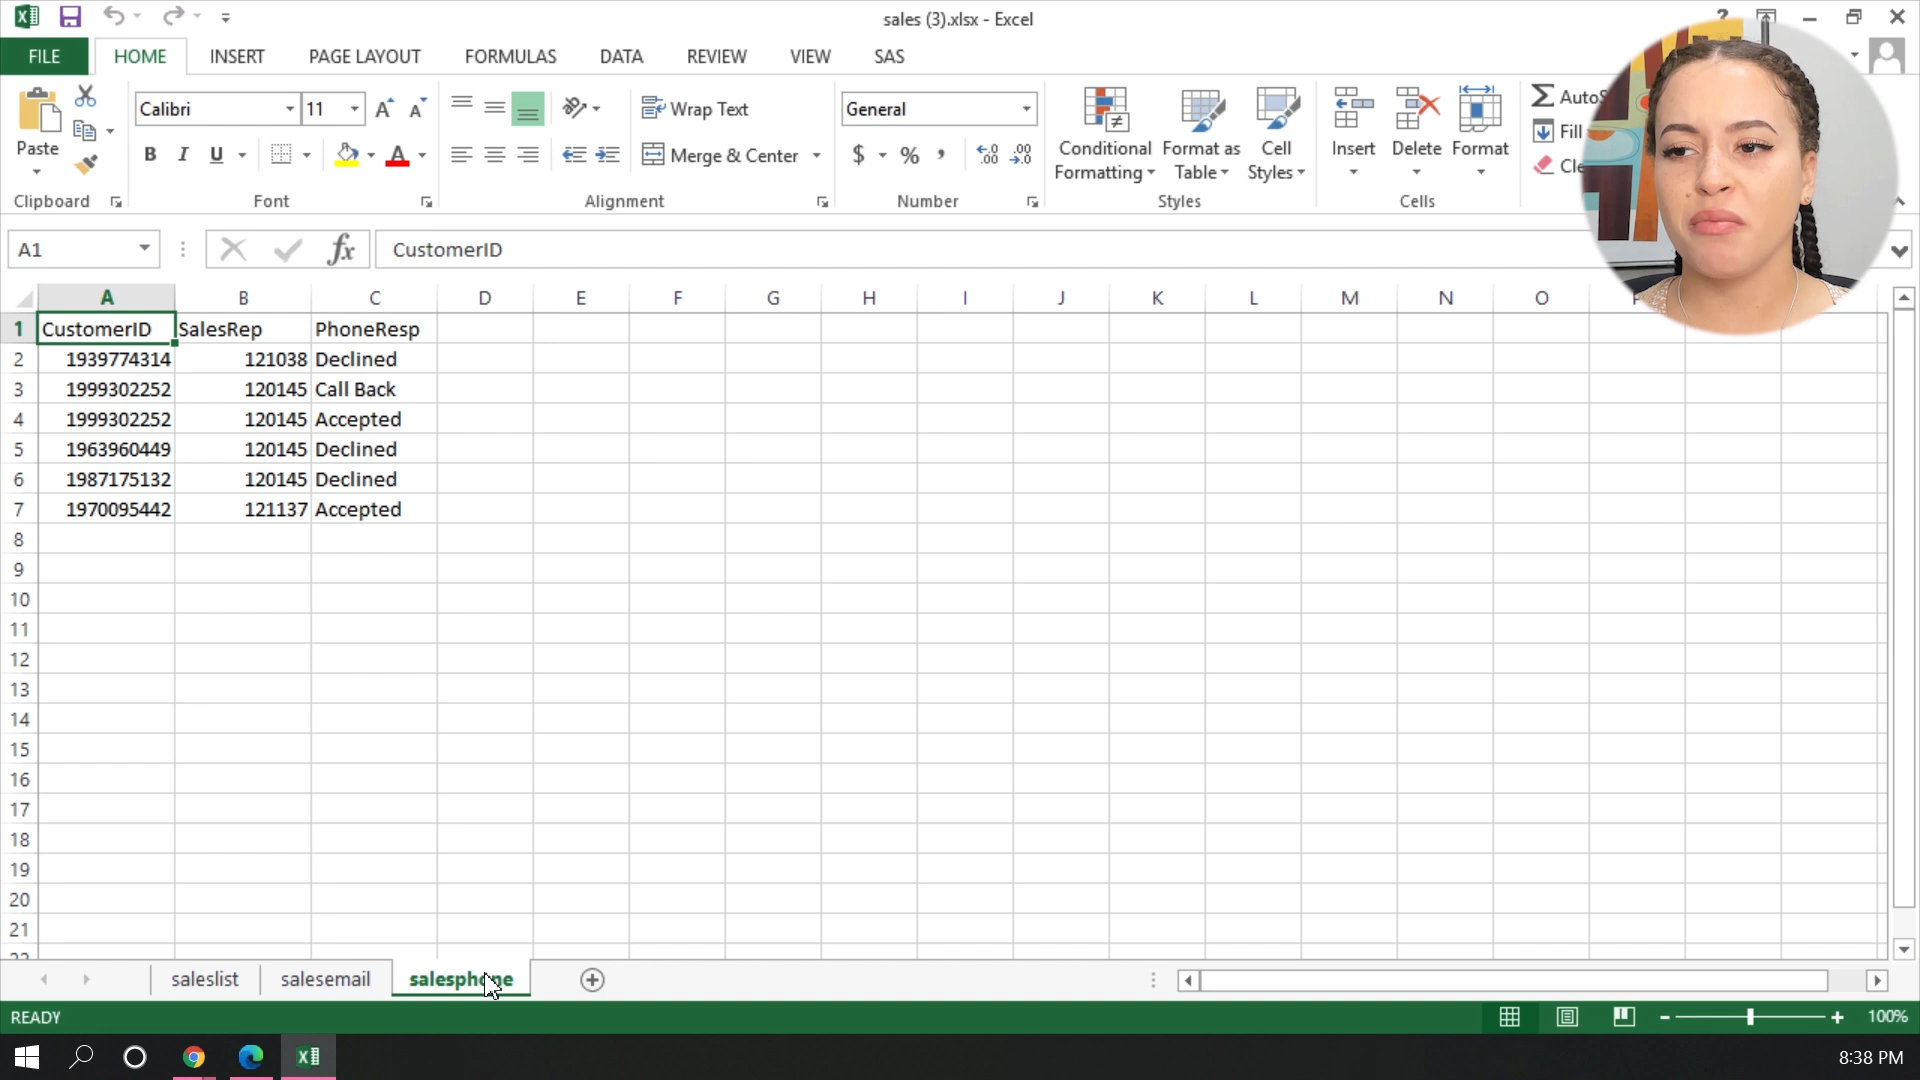 sales (3).xlsx - Excel
?
FILE HOME INSERT PAGE LAYOUT FORMULAS DATA REVIEW VIEW SAS
Paste
Calibri 11
B I U
Wrap Text
Merge & Center
General
$ % ,
Conditional Formatting
Format as Table
Cell Styles
Insert
Delete
Format
Fill
Clipboard Font Alignment Number Styles Cells
A1 fx CustomerID
A B C D E F G H I J K L M N O
1 CustomerID SalesRep PhoneResp
2 1939774314 121038 Declined
3 1999302252 120145 Call Back
4 1999302252 120145 Accepted
5 1963960449 120145 Declined
6 1987175132 120145 Declined
7 1970095442 121137 Accepted
8
9
10
11
12
13
14
15
16
17
18
19
20
21
saleslist salesemail salesphone
READY 100%
8:38 PM